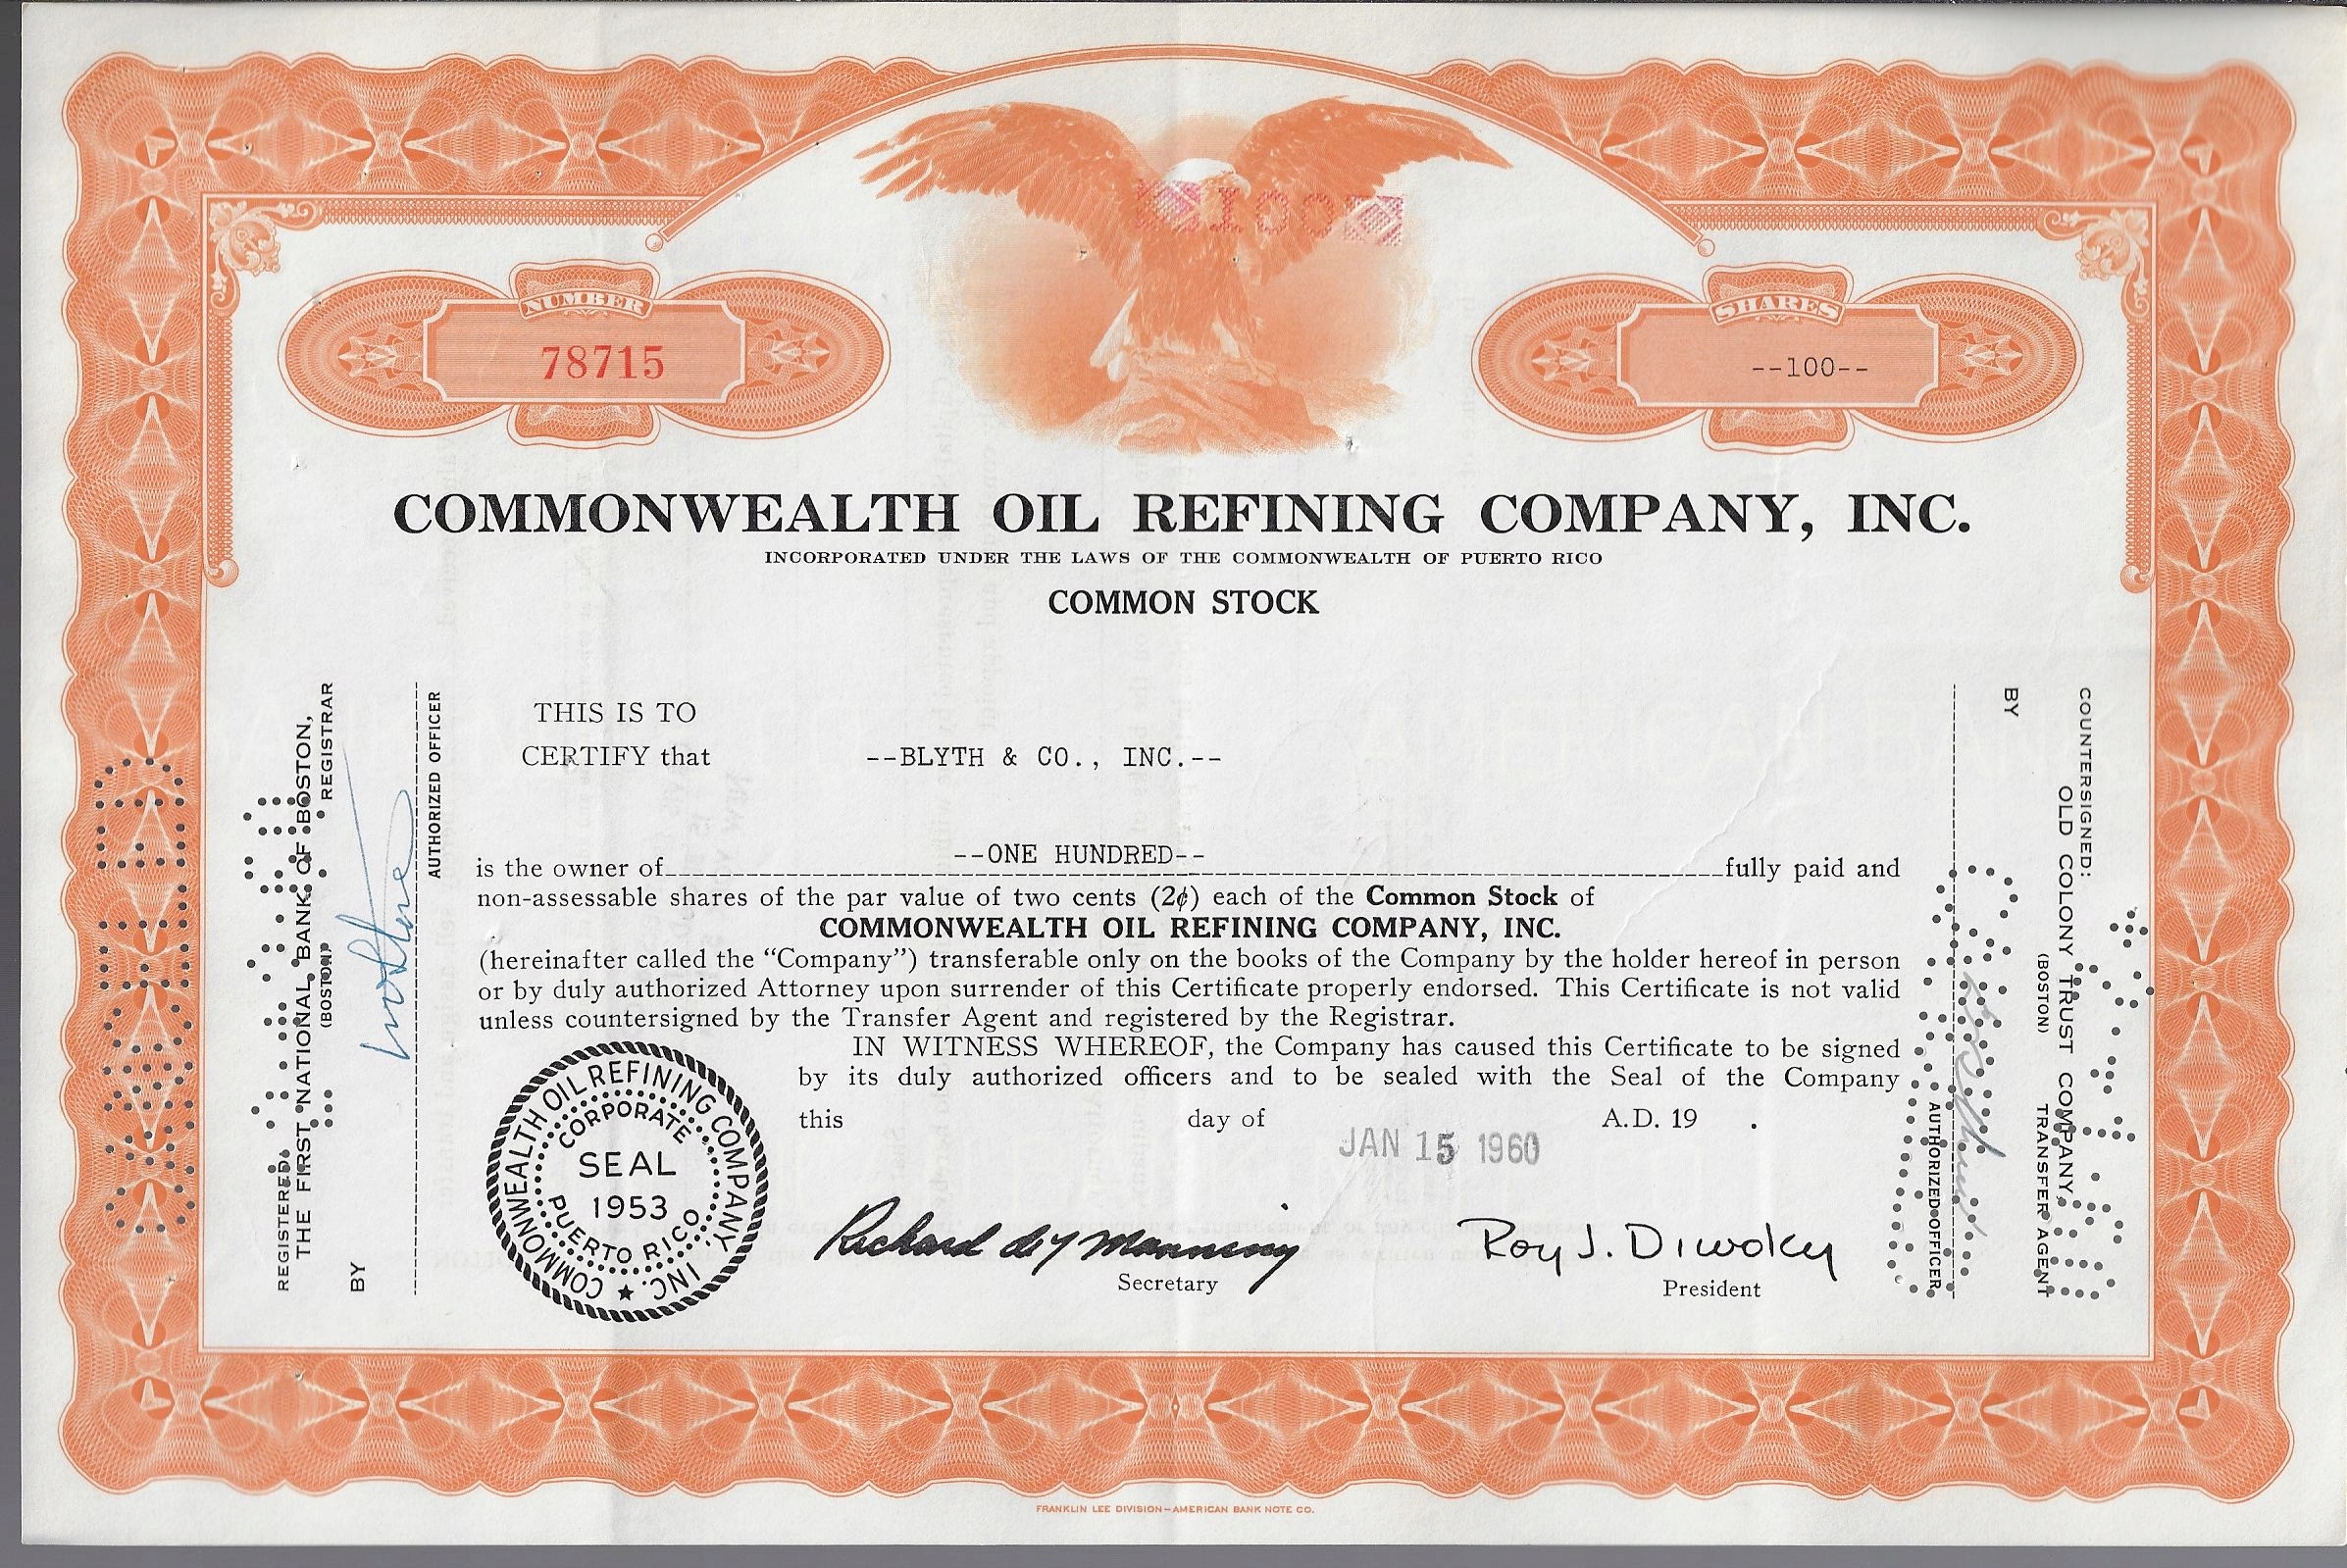 100
NUMBER
78715
SHARES
--100--
COMMONWEALTH OIL REFINING COMPANY, INC.
INCORPORATED UNDER THE LAWS OF THE COMMONWEALTH OF PUERTO RICO
COMMON STOCK
THIS IS TO
CERTIFY that --BLYTH & CO., INC.--
--ONE HUNDRED--
is the owner of fully paid and
non-assessable shares of the par value of two cents (2¢) each of the Common Stock of
COMMONWEALTH OIL REFINING COMPANY, INC.
(hereinafter called the “Company”) transferable only on the books of the Company by the holder hereof in person
or by duly authorized Attorney upon surrender of this Certificate properly endorsed. This Certificate is not valid
unless countersigned by the Transfer Agent and registered by the Registrar.
IN WITNESS WHEREOF, the Company has caused this Certificate to be signed
by its duly authorized officers and to be sealed with the Seal of the Company
this day of A.D. 19 .
JAN 15 1960
Richard deY Manning
Secretary
Roy J. Diwoky
President
COMMONWEALTH OIL REFINING COMPANY, INC. ★
CORPORATE
SEAL
1953
PUERTO RICO
REGISTERED:
THE FIRST NATIONAL BANK OF BOSTON,
(BOSTON) REGISTRAR
BY
AUTHORIZED OFFICER
CANCELLED
COUNTERSIGNED:
OLD COLONY TRUST COMPANY,
(BOSTON) TRANSFER AGENT
BY
AUTHORIZED OFFICER
FRANKLIN LEE DIVISION—AMERICAN BANK NOTE CO.